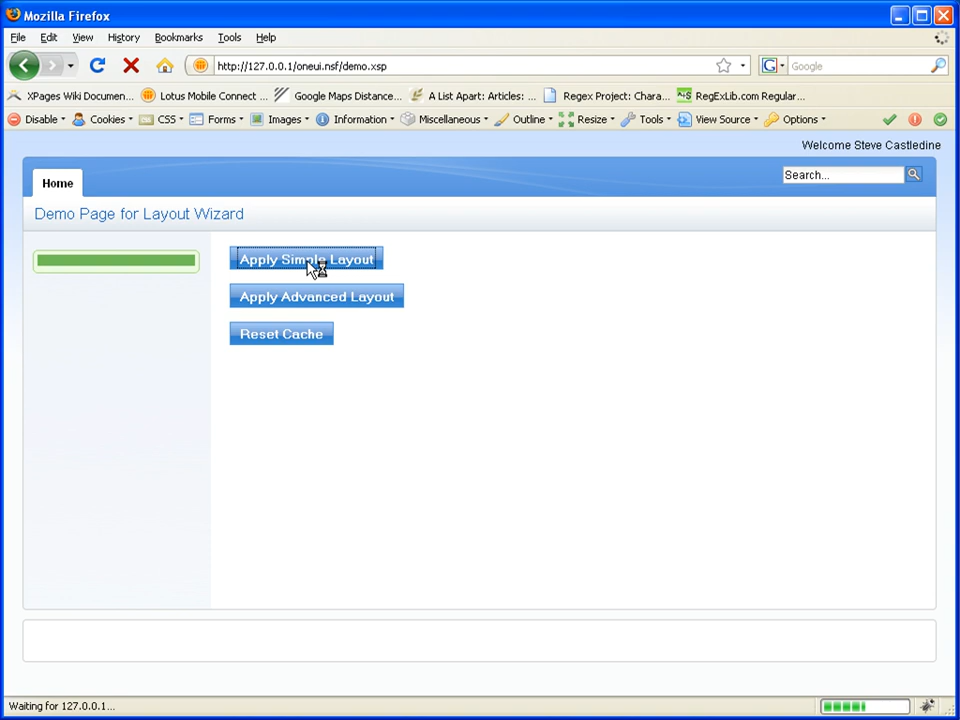 Mozilla Firefox
File Edit View History Bookmarks Tools Help
http://127.0.0.1/oneui.nsf/demo.xsp
G Google
XPages Wiki Documen... Lotus Mobile Connect ... Google Maps Distance... A List Apart: Articles: ... Regex Project: Chara... RegExLib.com Regular...
Disable Cookies CSS Forms Images Information Miscellaneous Outline Resize Tools View Source Options
Welcome Steve Castledine
Home
Search...
Demo Page for Layout Wizard
Apply Simple Layout
Apply Advanced Layout
Reset Cache
Waiting for 127.0.0.1...